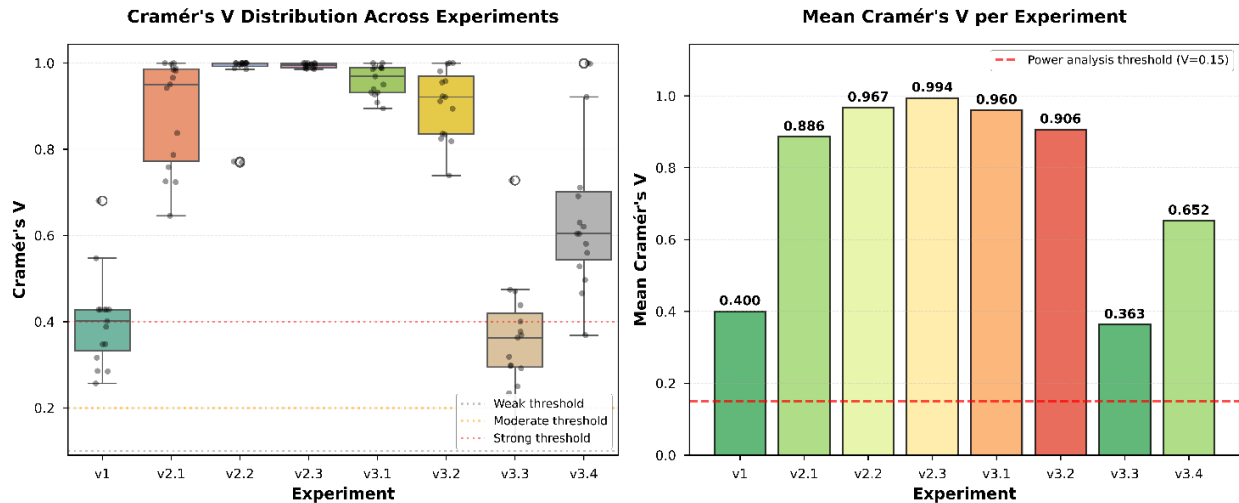 Cramér's V Distribution Across Experiments
Cramér's V
1.0
0.8
0.6
0.4
0.2
Weak threshold
Moderate threshold
Strong threshold
v1 v2.1 v2.2 v2.3 v3.1 v3.2 v3.3 v3.4
Experiment
Mean Cramér's V per Experiment
Power analysis threshold (V=0.15)
Mean Cramér's V
1.0
0.8
0.6
0.4
0.2
0.0
0.400
0.886
0.967
0.994
0.960
0.906
0.363
0.652
v1 v2.1 v2.2 v2.3 v3.1 v3.2 v3.3 v3.4
Experiment